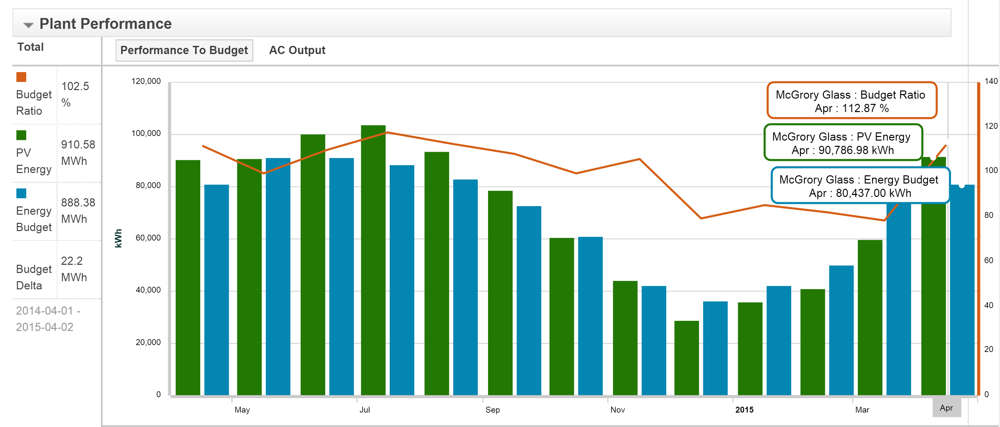 Plant Performance
Total
Performance To Budget
AC Output
Budget
Ratio
102.5
%
PV
Energy
910.58
MWh
Energy
Budget
888.38
MWh
Budget
Delta
22.2
MWh
2014-04-01 -
2015-04-02
kWh
120,000
100,000
80,000
60,000
40,000
20,000
0
McGrory Glass : Budget Ratio
Apr : 112.87 %
McGrory Glass : PV Energy
Apr : 90,786.98 kWh
McGrory Glass : Energy Budget
Apr : 80,437.00 kWh
140
120
100
80
60
40
20
0
May
Jul
Sep
Nov
2015
Mar
Apr